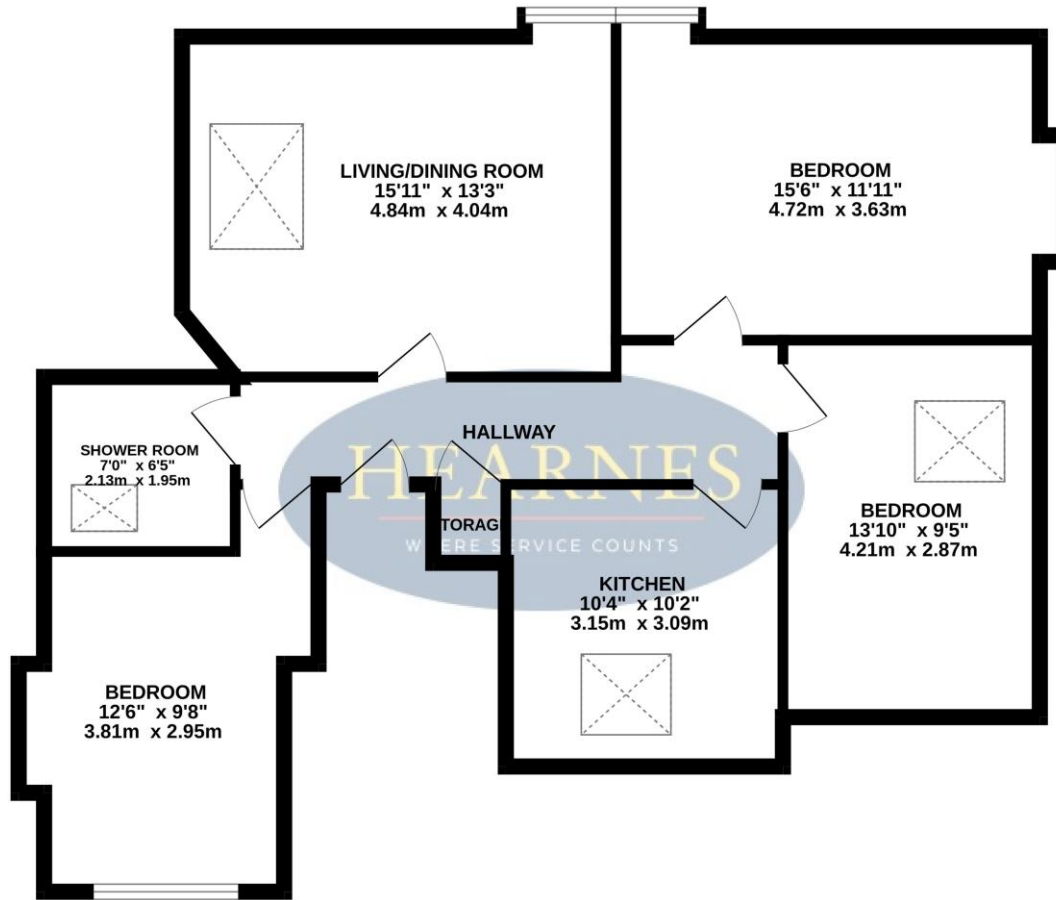 LIVING/DINING ROOM
15'11" x 13'3"
4.84m x 4.04m
BEDROOM
15'6" x 11'11"
4.72m x 3.63m
SHOWER ROOM
7'0" x 6'5"
2.13m x 1.95m
HALLWAY
HEARNES
WHERE SERVICE COUNTS
TORAG
BEDROOM
13'10" x 9'5"
4.21m x 2.87m
KITCHEN
10'4" x 10'2"
3.15m x 3.09m
BEDROOM
12'6" x 9'8"
3.81m x 2.95m